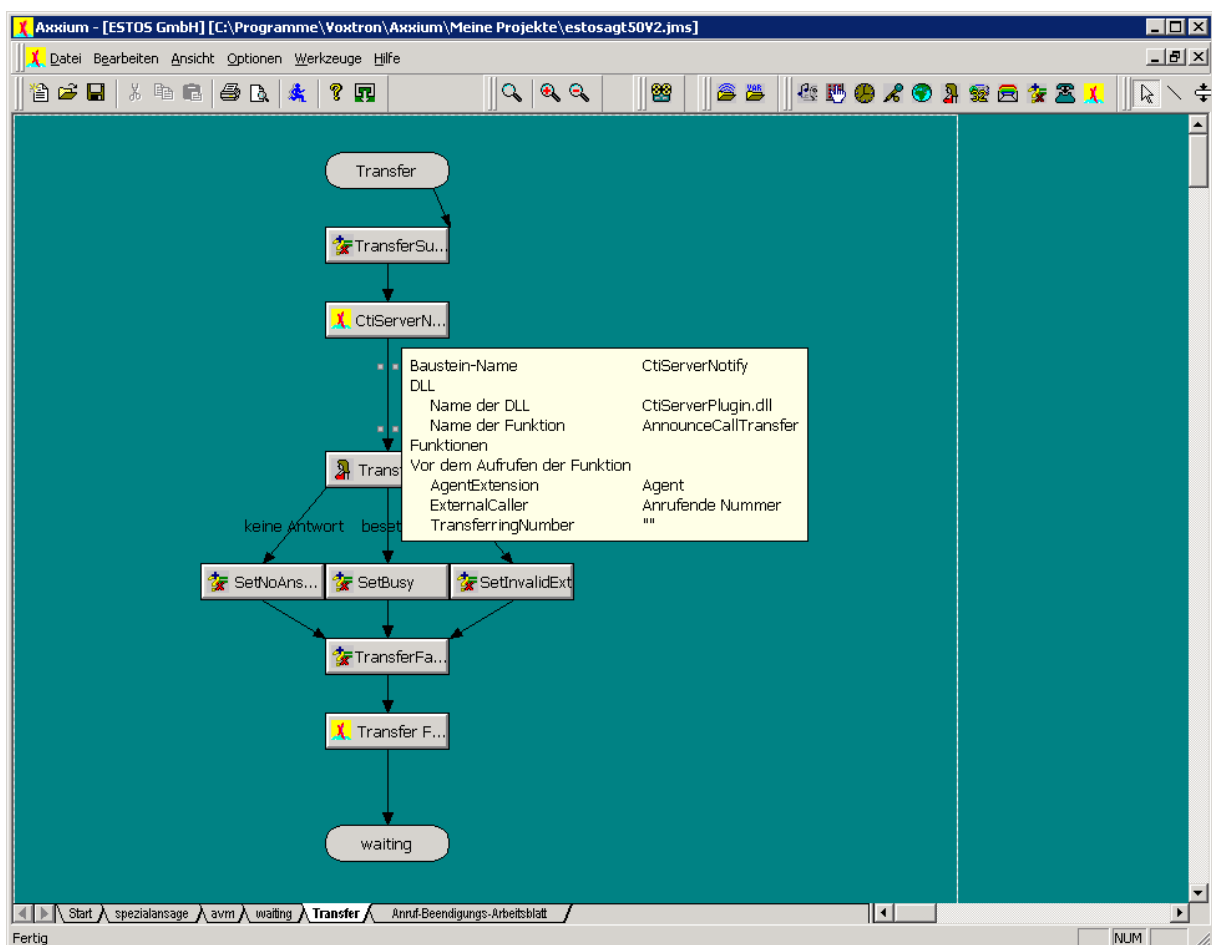 Axxium - [ESTOS GmbH] [C:\Programme\Voxtron\Axxium\Meine Projekte\estosagt50V2.jms]
Datei Bearbeiten Ansicht Optionen Werkzeuge Hilfe
VAR
Transfer
TransferSu...
CtiServerN...
Baustein-Name CtiServerNotify
DLL
Name der DLL CtiServerPlugin.dll
Name der Funktion AnnounceCallTransfer
Funktionen
Vor dem Aufrufen der Funktion
AgentExtension Agent
ExternalCaller Anrufende Nummer
TransferringNumber ""
Trans
keine Antwort beset
SetNoAns... SetBusy SetInvalidExt
TransferFa...
Transfer F...
waiting
Start spezialansage avm waiting Transfer Anruf-Beendigungs-Arbeitsblatt
Fertig NUM